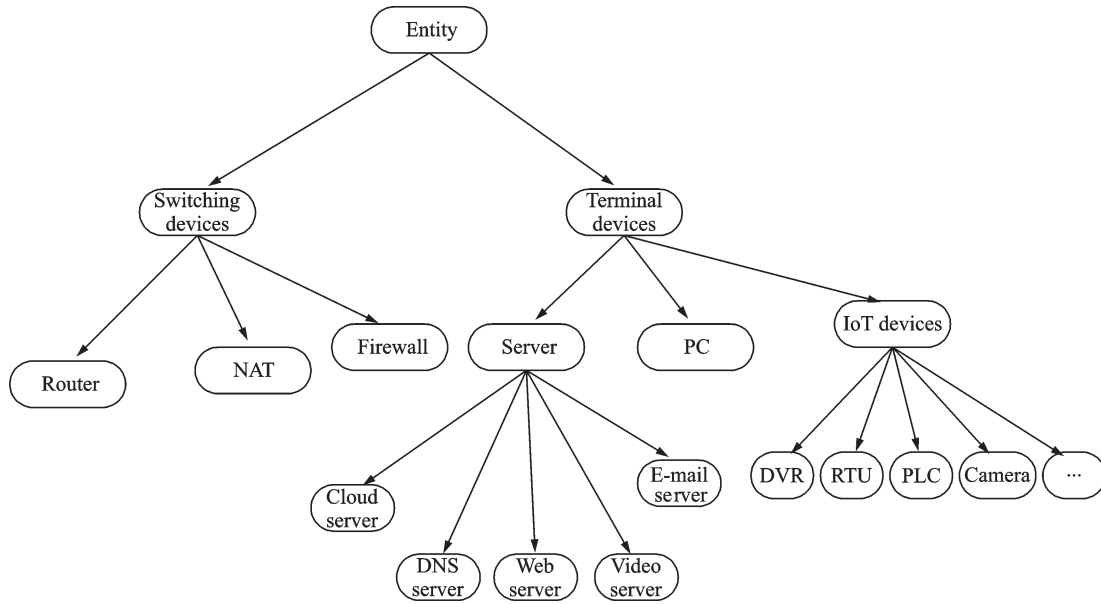 Entity
Switching
devices
Terminal
devices
Router
NAT
Firewall
Server
PC
IoT devices
Cloud
server
DNS
server
Web
server
Video
server
E-mail
server
DVR
RTU
PLC
Camera
...